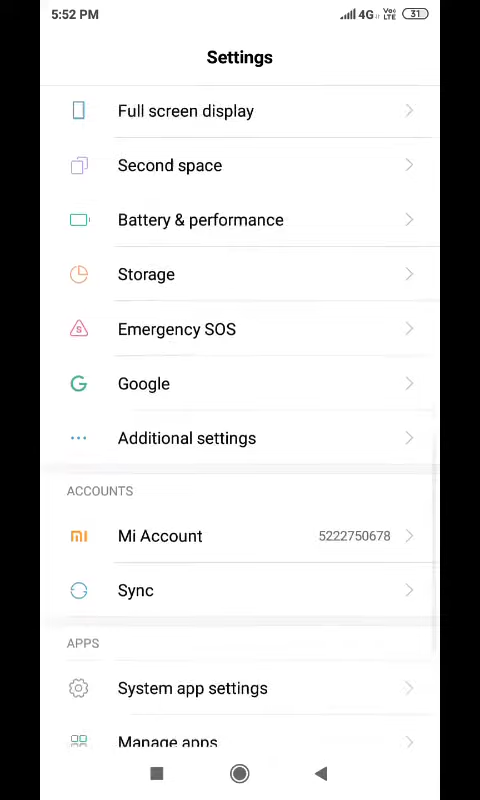 5:52 PM 4G Vo LTE 31
Settings
Full screen display
Second space
Battery & performance
Storage
Emergency SOS
Google
Additional settings
ACCOUNTS
Mi Account 5222750678
Sync
APPS
System app settings
Manage apps